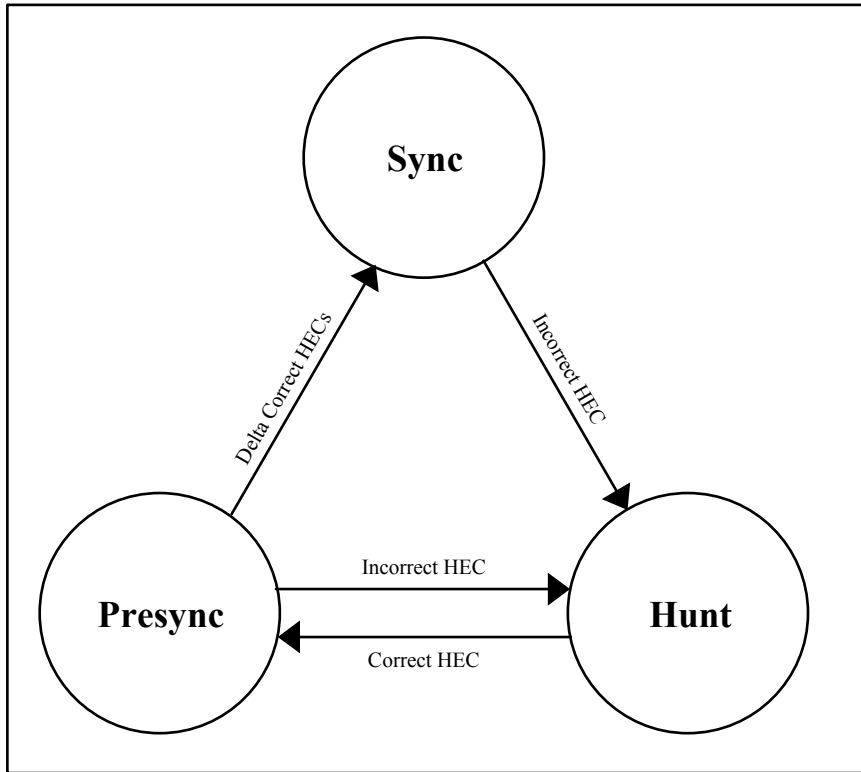 Sync
Delta Correct HECs
Incorrect HEC
Incorrect HEC
Presync
Hunt
Correct HEC